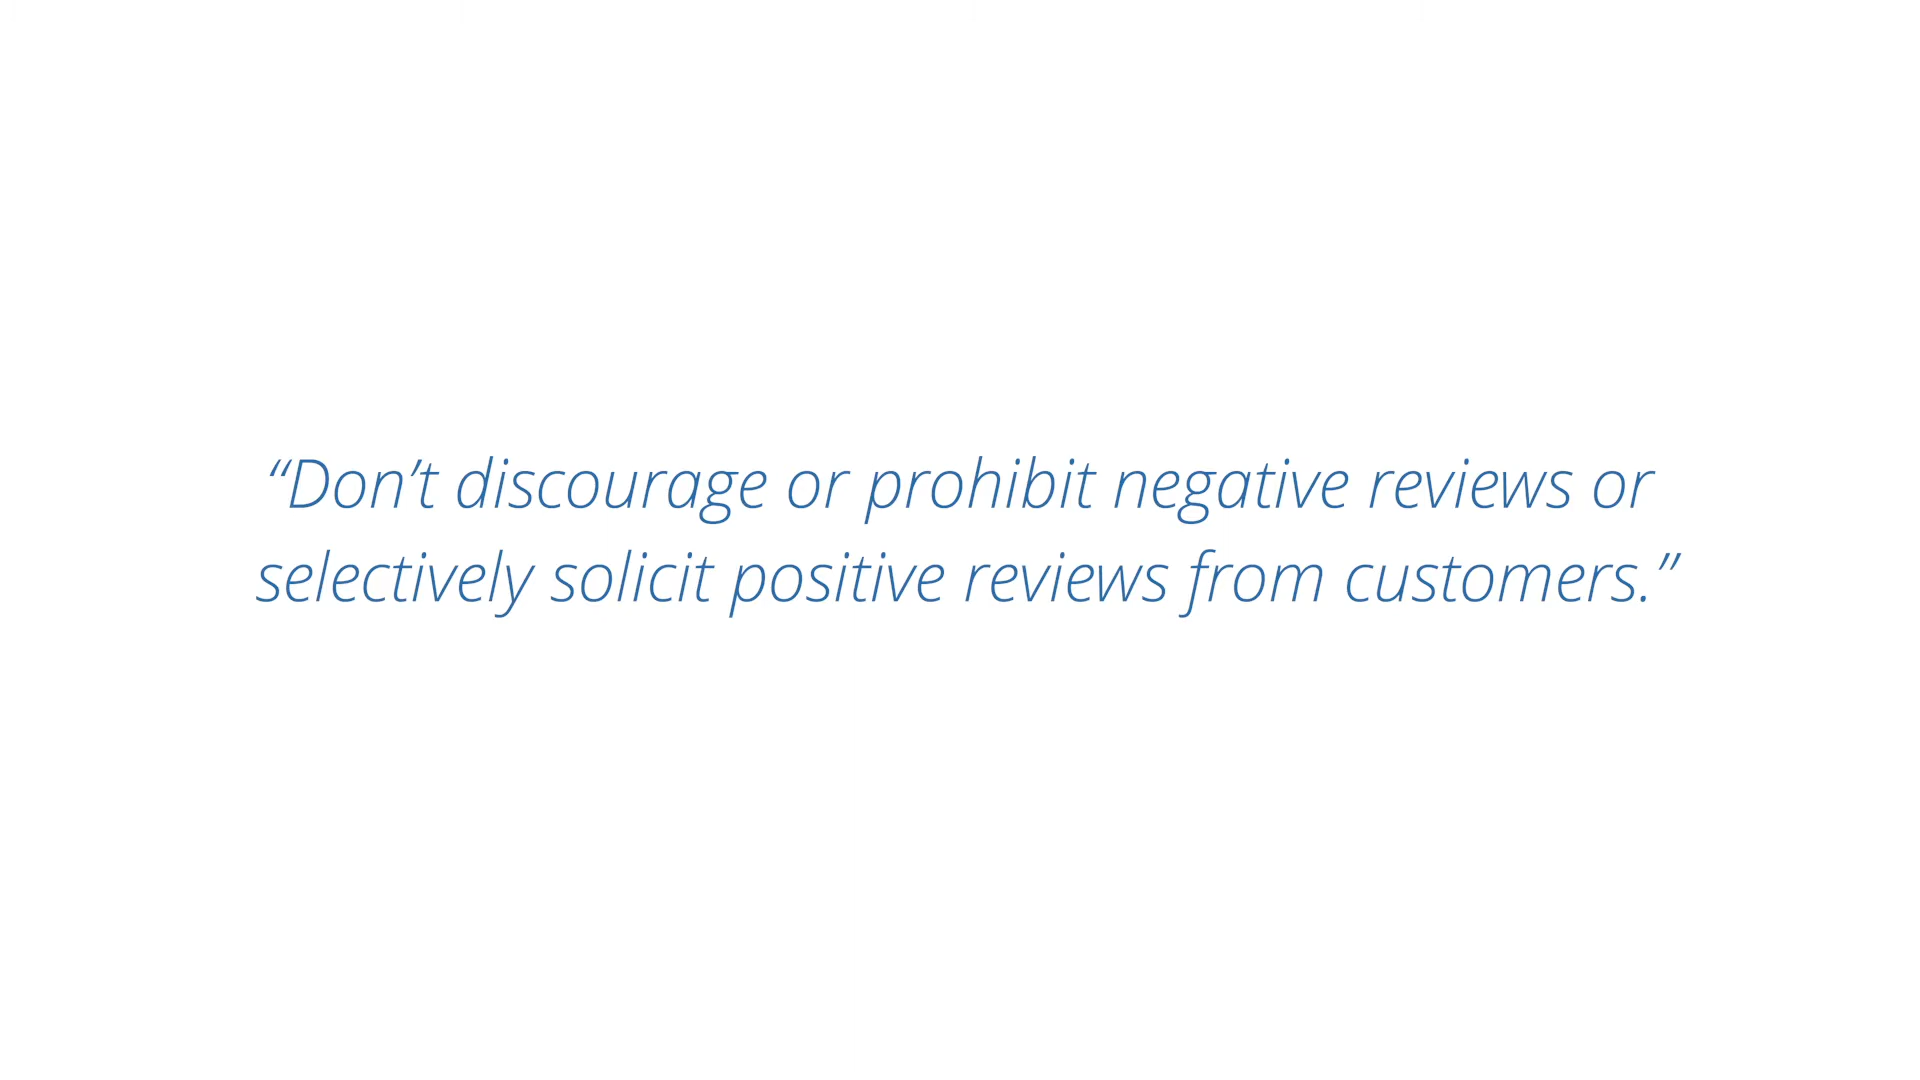 “Don’t discourage or prohibit negative reviews or
selectively solicit positive reviews from customers.”